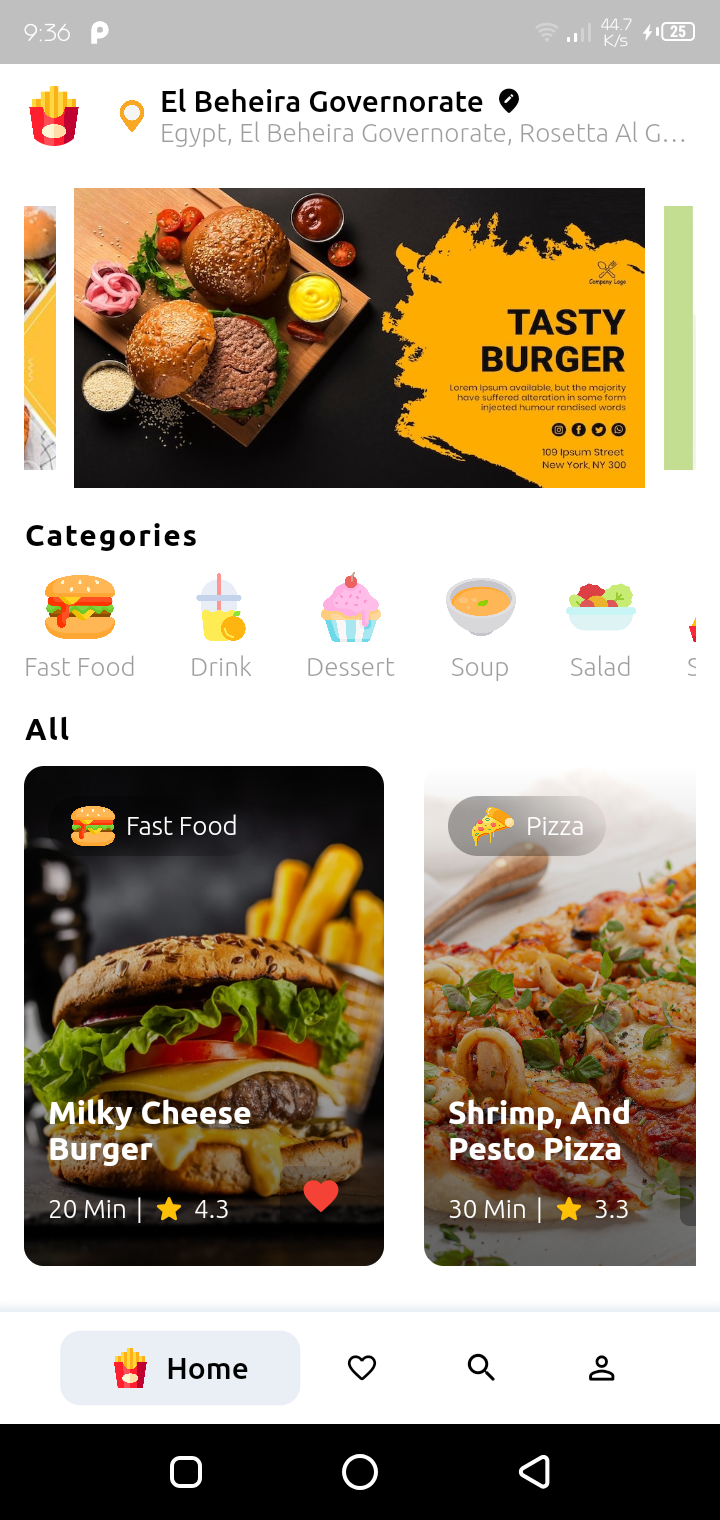 9:36
44.7
K/s
25
El Beheira Governorate
Egypt, El Beheira Governorate, Rosetta Al G...
Company Logo
TASTY
BURGER
Lorem Ipsum available, but the majority
have suffered alteration in some form
injected humour randised words
109 Ipsum Street
New York, NY 300
Categories
Fast Food
Drink
Dessert
Soup
Salad
S
All
Fast Food
Milky Cheese
Burger
20 Min | 4.3
Pizza
Shrimp, And
Pesto Pizza
30 Min | 3.3
Home